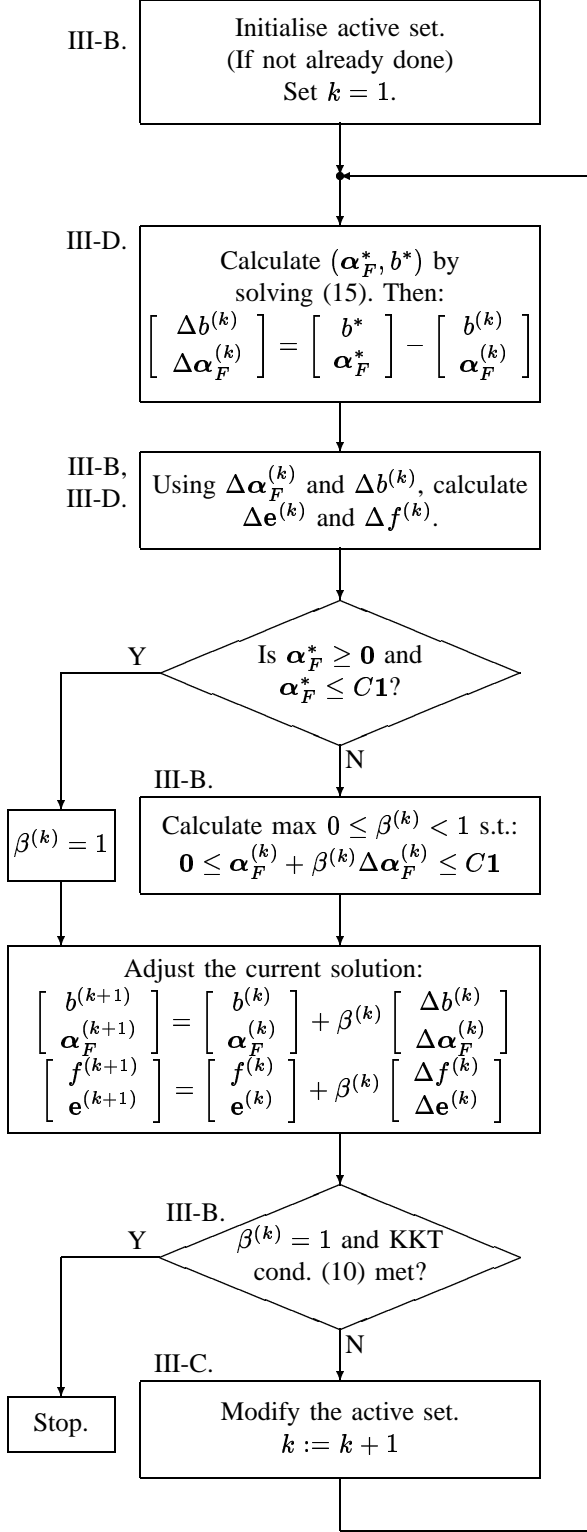 III-B.
Initialise active set.
(If not already done)
Set k = 1.
III-D.
Calculate (α*_F, b*) by
solving (15). Then:
[ Δb^(k) ; Δα_F^(k) ] = [ b* ; α*_F ] − [ b^(k) ; α_F^(k) ]
III-B,
III-D.
Using Δα_F^(k) and Δb^(k), calculate
Δe^(k) and Δf^(k).
Is α*_F ≥ 0 and
α*_F ≤ C1?
Y
N
III-B.
β^(k) = 1
Calculate max 0 ≤ β^(k) < 1 s.t.:
0 ≤ α_F^(k) + β^(k)Δα_F^(k) ≤ C1
Adjust the current solution:
[ b^(k+1) ; α_F^(k+1) ] = [ b^(k) ; α_F^(k) ] + β^(k) [ Δb^(k) ; Δα_F^(k) ]
[ f^(k+1) ; e^(k+1) ] = [ f^(k) ; e^(k) ] + β^(k) [ Δf^(k) ; Δe^(k) ]
III-B.
Y
β^(k) = 1 and KKT
cond. (10) met?
N
III-C.
Stop.
Modify the active set.
k := k + 1